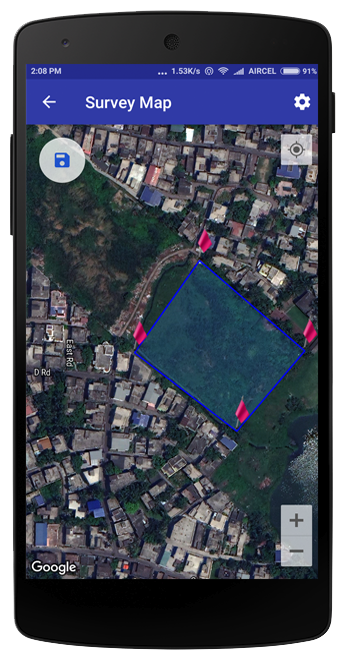 2:08 PM ... 1.53K/s AIRCEL 91%
Survey Map
East Rd
D Rd
Google